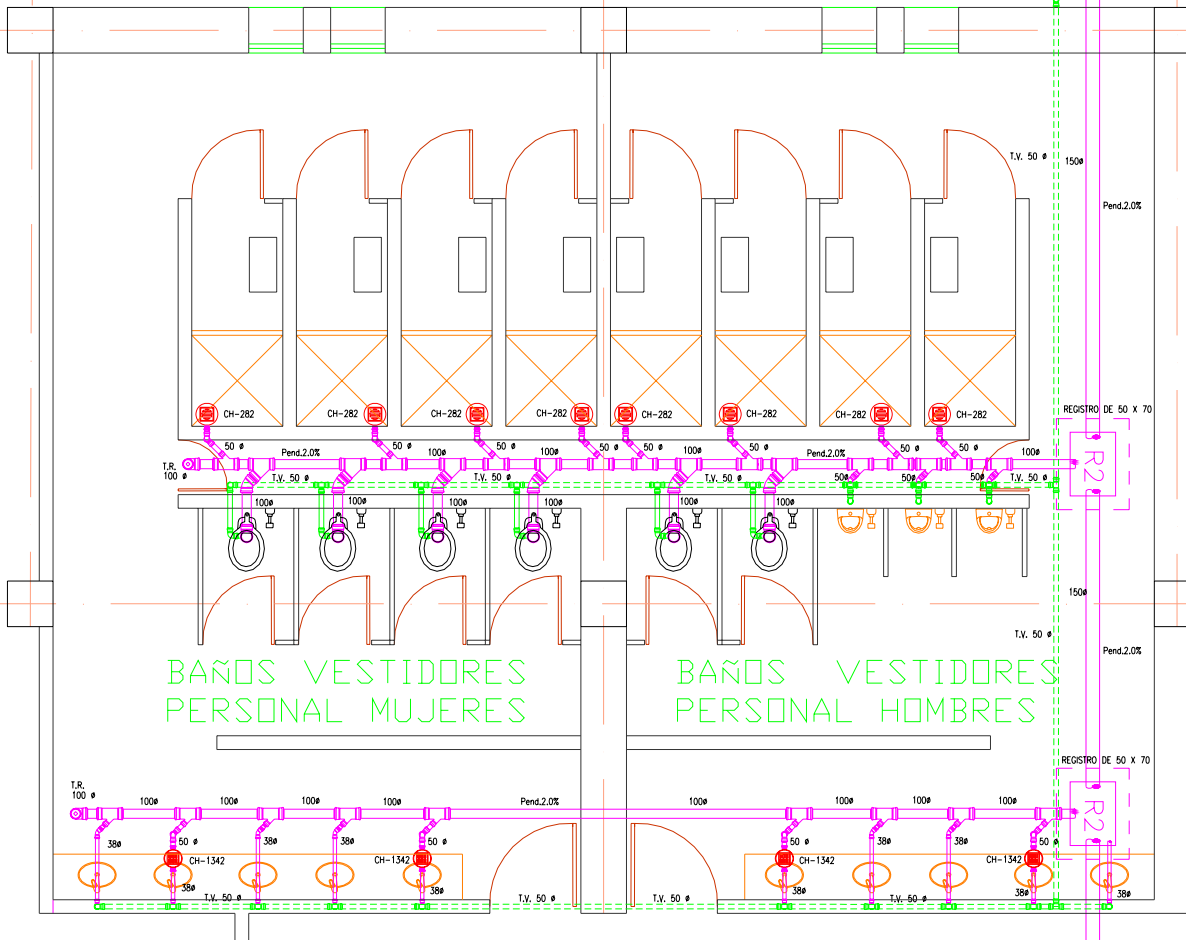 T.V. 50 ø
150ø
Pend.2.0%
REGISTRO DE 50 X 70
CH-282
CH-282
CH-282
CH-282
CH-282
CH-282
CH-282
CH-282
50 ø
50 ø
50 ø
50 ø
50 ø
50 ø
50 ø
50 ø
Pend.2.0%
100ø
100ø
100ø
Pend.2.0%
100ø
T.R.
100 ø
R2
T.V. 50 ø
T.V. 50 ø
T.V. 50 ø
50ø
50ø
50ø
T.V. 50 ø
100ø
100ø
100ø
100ø
100ø
100ø
150ø
T.V. 50 ø
Pend.2.0%
BAÑOS VESTIDORES
PERSONAL MUJERES
BAÑOS VESTIDORES
PERSONAL HOMBRES
REGISTRO DE 50 X 70
T.R.
100 ø
100ø
100ø
100ø
100ø
Pend.2.0%
100ø
100ø
100ø
100ø
R2
38ø
50 ø
38ø
38ø
50 ø
50 ø
38ø
38ø
50 ø
CH-1342
CH-1342
CH-1342
CH-1342
38ø
38ø
38ø
38ø
38ø
T.V. 50 ø
T.V. 50 ø
T.V. 50 ø
T.V. 50 ø